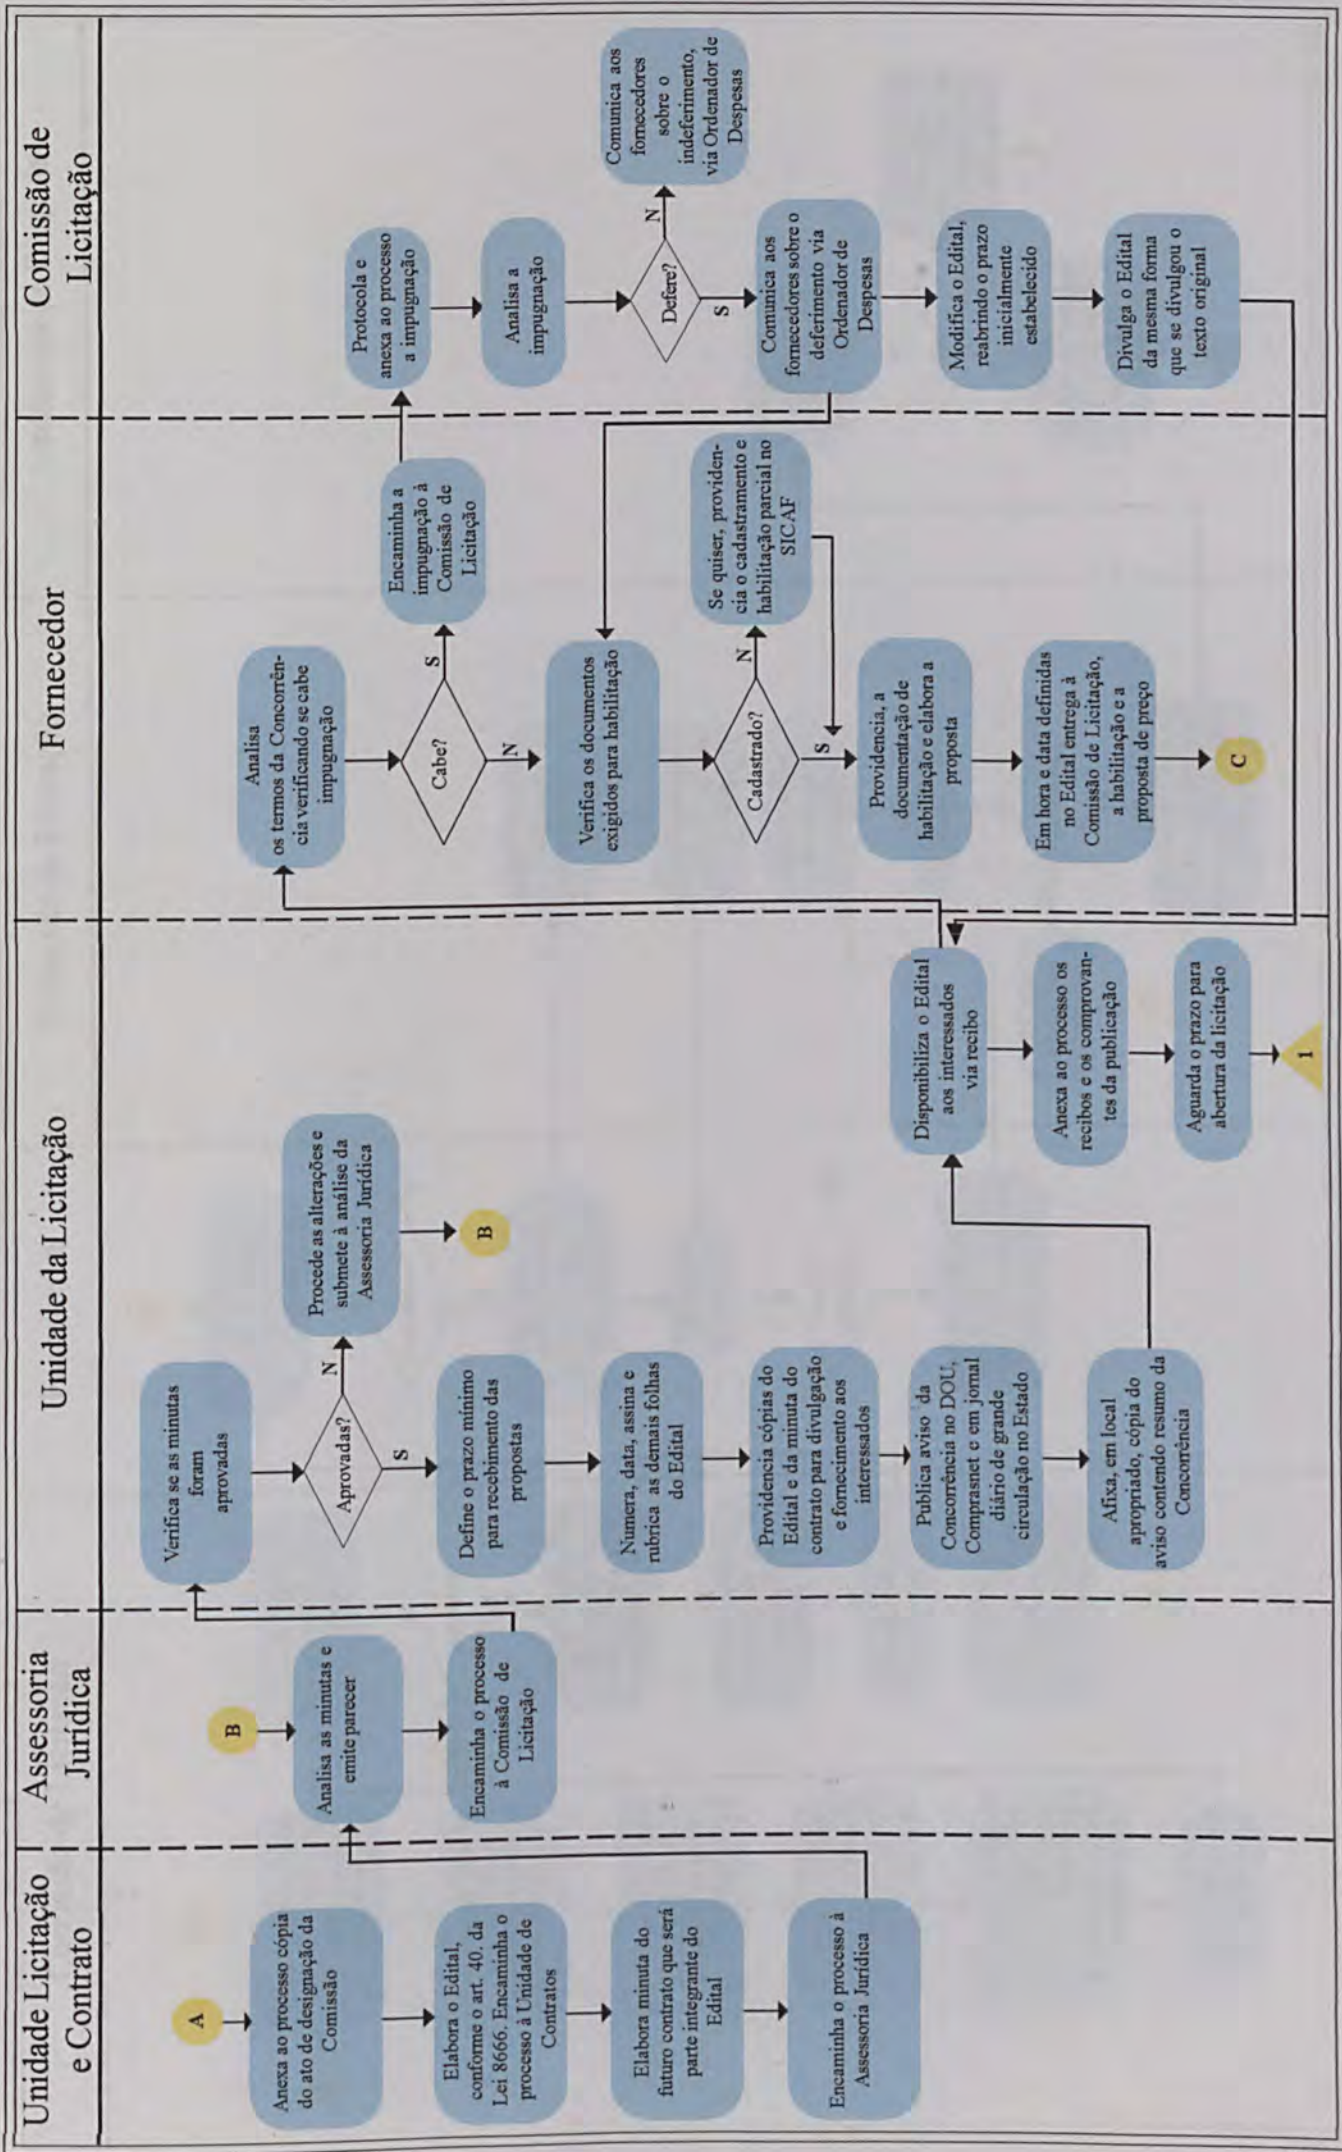 Unidade Licitação
e Contrato
A
Anexa ao processo cópia
do ato de designação da
Comissão
Elabora o Edital,
conforme o art. 40. da
Lei 8666. Encaminha o
processo à Unidade de
Contratos
Elabora minuta do
futuro contrato que será
parte integrante do
Edital
Encaminha o processo à
Assessoria Jurídica
Assessoria
Jurídica
B
Analisa as minutas e
emite parecer
Encaminha o processo
à Comissão de
Licitação
Unidade da Licitação
Verifica se as minutas
foram
aprovadas
Aprovadas?
N
Procede as alterações e
submete à análise da
Assessoria Jurídica
B
S
Define o prazo mínimo
para recebimento das
propostas
Numera, data, assina e
rubrica as demais folhas
do Edital
Providencia cópias do
Edital e da minuta do
contrato para divulgação
e fornecimento aos
interessados
Publica aviso da
Concorrência no DOU,
Comprasnet e em jornal
diário de grande
circulação no Estado
Afixa, em local
apropriado, cópia do
aviso contendo resumo da
Concorrência
Disponibiliza o Edital
aos interessados
via recibo
Anexa ao processo os
recibos e os comprovan-
tes da publicação
Aguarda o prazo para
abertura da licitação
1
Fornecedor
Analisa
os termos da Concorrên-
cia verificando se cabe
impugnação
Cabe?
S
Encaminha a
impugnação à
Comissão de
Licitação
N
Verifica os documentos
exigidos para habilitação
Cadastrado?
N
Se quiser, providen-
cia o cadastramento e
habilitação parcial no
SICAF
S
Providencia, a
documentação de
habilitação e elabora a
proposta
Em hora e data definidas
no Edital entrega à
Comissão de Licitação,
a habilitação e a
proposta de preço
C
Comissão de
Licitação
Protocola e
anexa ao processo
a impugnação
Analisa a
impugnação
Defere?
N
Comunica aos
fornecedores
sobre o
indeferimento,
via Ordenador de
Despesas
S
Comunica aos
fornecedores sobre o
deferimento via
Ordenador de
Despesas
Modifica o Edital,
reabrindo o prazo
inicialmente
estabelecido
Divulga o Edital
da mesma forma
que se divulgou o
texto original